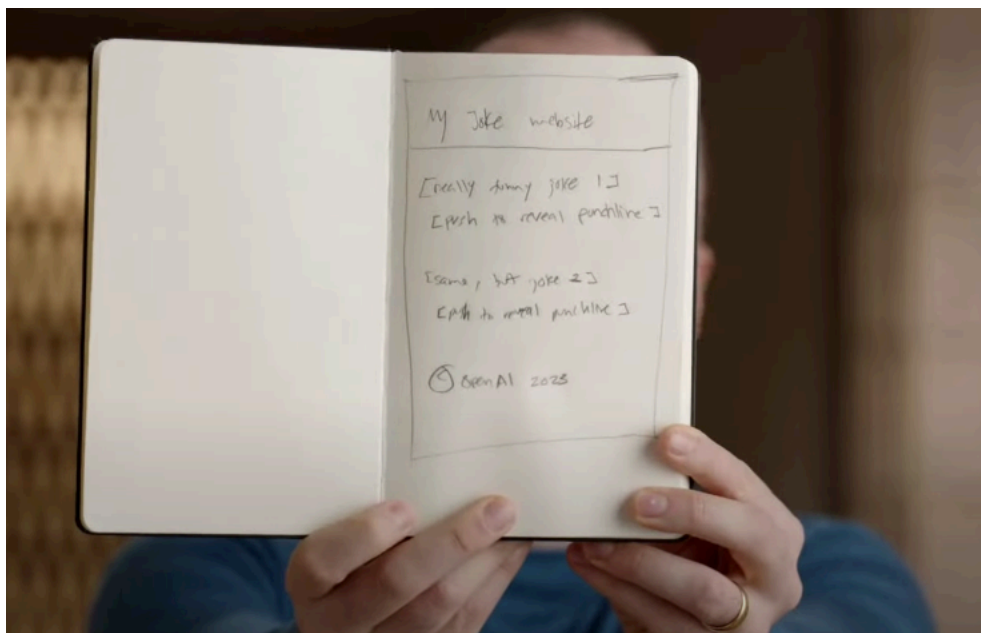 My Joke website
[really funny joke 1]
[push to reveal punchline]
[same, but joke 2]
[push to reveal punchline]
© OpenAI 2023